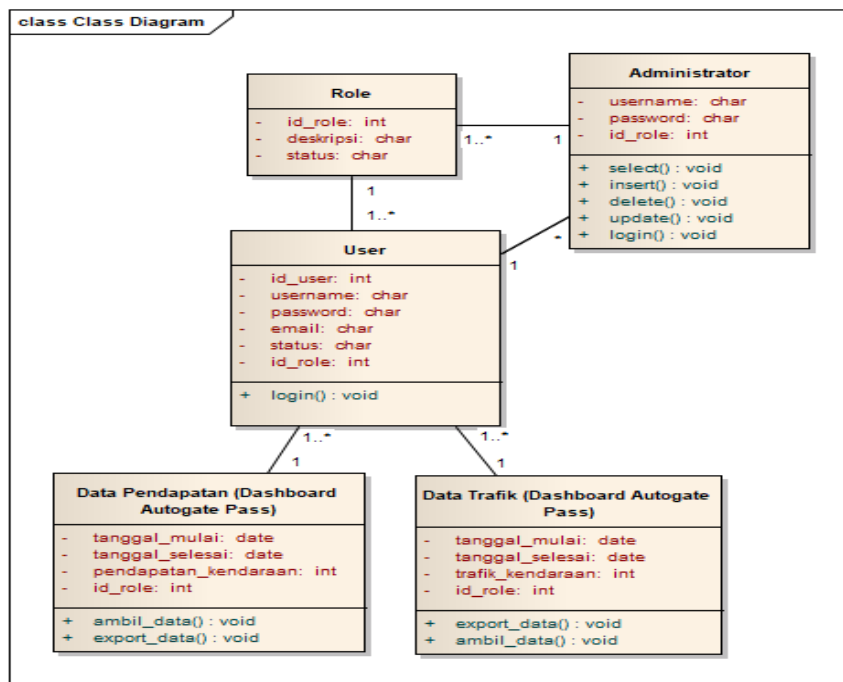 class Class Diagram
Role
- id_role: int
- deskripsi: char
- status: char
Administrator
- username: char
- password: char
- id_role: int
+ select() : void
+ insert() : void
+ delete() : void
+ update() : void
+ login() : void
1..*
1
1
1..*
*
1
User
- id_user: int
- username: char
- password: char
- email: char
- status: char
- id_role: int
+ login() : void
1..*
1
1..*
1
Data Pendapatan (Dashboard
Autogate Pass)
- tanggal_mulai: date
- tanggal_selesai: date
- pendapatan_kendaraan: int
- id_role: int
+ ambil_data() : void
+ export_data() : void
Data Trafik (Dashboard Autogate
Pass)
- tanggal_mulai: date
- tanggal_selesai: date
- trafik_kendaraan: int
- id_role: int
+ export_data() : void
+ ambil_data() : void